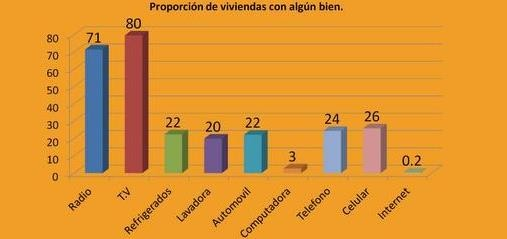 Proporción de viviendas con algún bien.
80
70
60
50
40
30
20
10
0
71
80
22
20
22
3
24
26
0.2
Radio
T.V
Refrigerados
Lavadora
Automovil
Computadora
Telefono
Celular
Internet